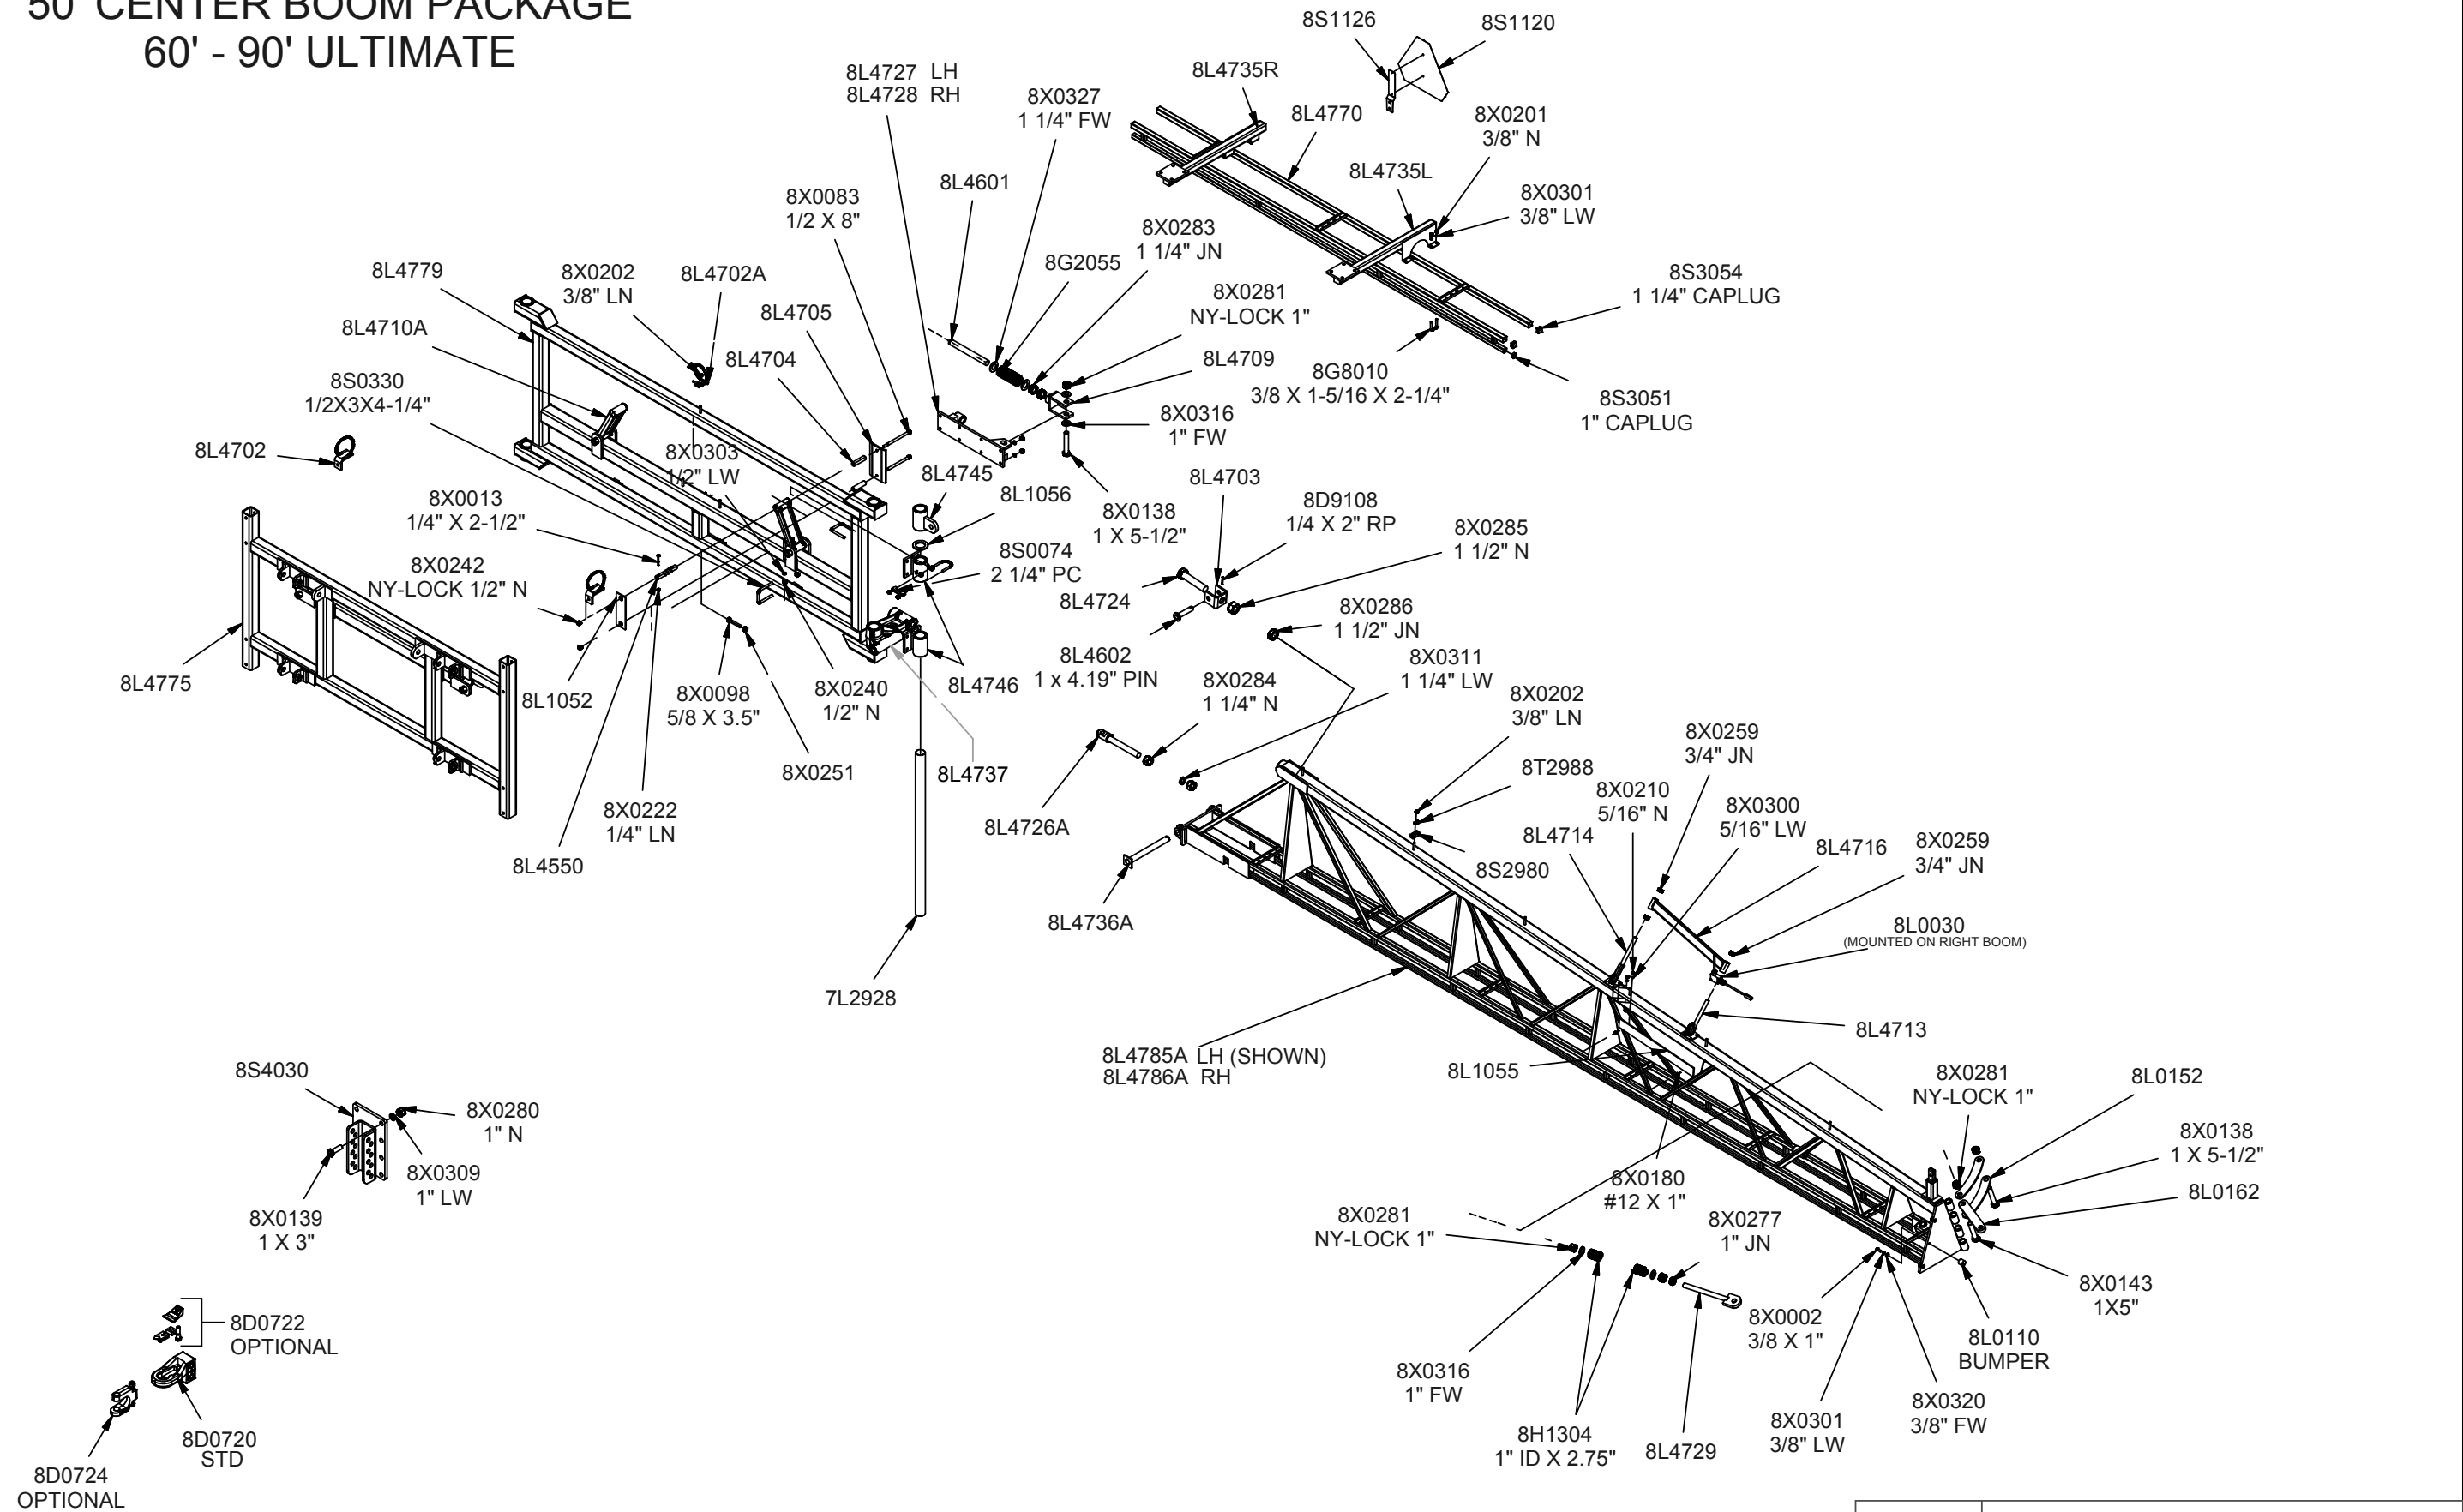 50' CENTER BOOM PACKAGE
60' - 90' ULTIMATE
8S1126
8S1120
8L4727 LH
8L4728 RH
8X0327
1 1/4" FW
8L4735R
8L4770
8X0201
3/8" N
8L4735L
8X0301
3/8" LW
8L4601
8X0083
1/2 X 8"
8X0283
1 1/4" JN
8G2055
8X0281
NY-LOCK 1"
8L4709
8S3054
1 1/4" CAPLUG
8G8010
3/8 X 1-5/16 X 2-1/4"
8S3051
1" CAPLUG
8X0316
1" FW
8L4779
8X0202
3/8" LN
8L4702A
8L4710A
8L4705
8L4704
8S0330
1/2X3X4-1/4"
8L4702
8X0303
1/2" LW
8L4745
8L1056
8X0138
1 X 5-1/2"
8L4703
8D9108
1/4 X 2" RP
8X0285
1 1/2" N
8X0013
1/4" X 2-1/2"
8S0074
2 1/4" PC
8X0242
NY-LOCK 1/2" N
8L4724
8X0286
1 1/2" JN
8L4602
1 x 4.19" PIN
8X0311
1 1/4" LW
8L4775
8L1052
8X0098
5/8 X 3.5"
8X0240
1/2" N
8L4746
8X0284
1 1/4" N
8X0202
3/8" LN
8X0259
3/4" JN
8X0251
8L4737
8T2988
8X0210
5/16" N
8X0300
5/16" LW
8X0222
1/4" LN
8L4726A
8L4714
8L4716
8X0259
3/4" JN
8L4550
8S2980
8L4736A
8L0030
(MOUNTED ON RIGHT BOOM)
7L2928
8L4713
8L4785A LH (SHOWN)
8L4786A RH
8L1055
8S4030
8X0280
1" N
8X0281
NY-LOCK 1"
8L0152
8X0138
1 X 5-1/2"
8X0309
1" LW
8X0180
#12 X 1"
8L0162
8X0139
1 X 3"
8X0281
NY-LOCK 1"
8X0277
1" JN
8X0143
1X5"
8X0002
3/8 X 1"
8L0110
BUMPER
8D0722
OPTIONAL
8X0316
1" FW
8X0320
3/8" FW
8X0301
3/8" LW
8H1304
1" ID X 2.75"
8L4729
8D0720
STD
8D0724
OPTIONAL